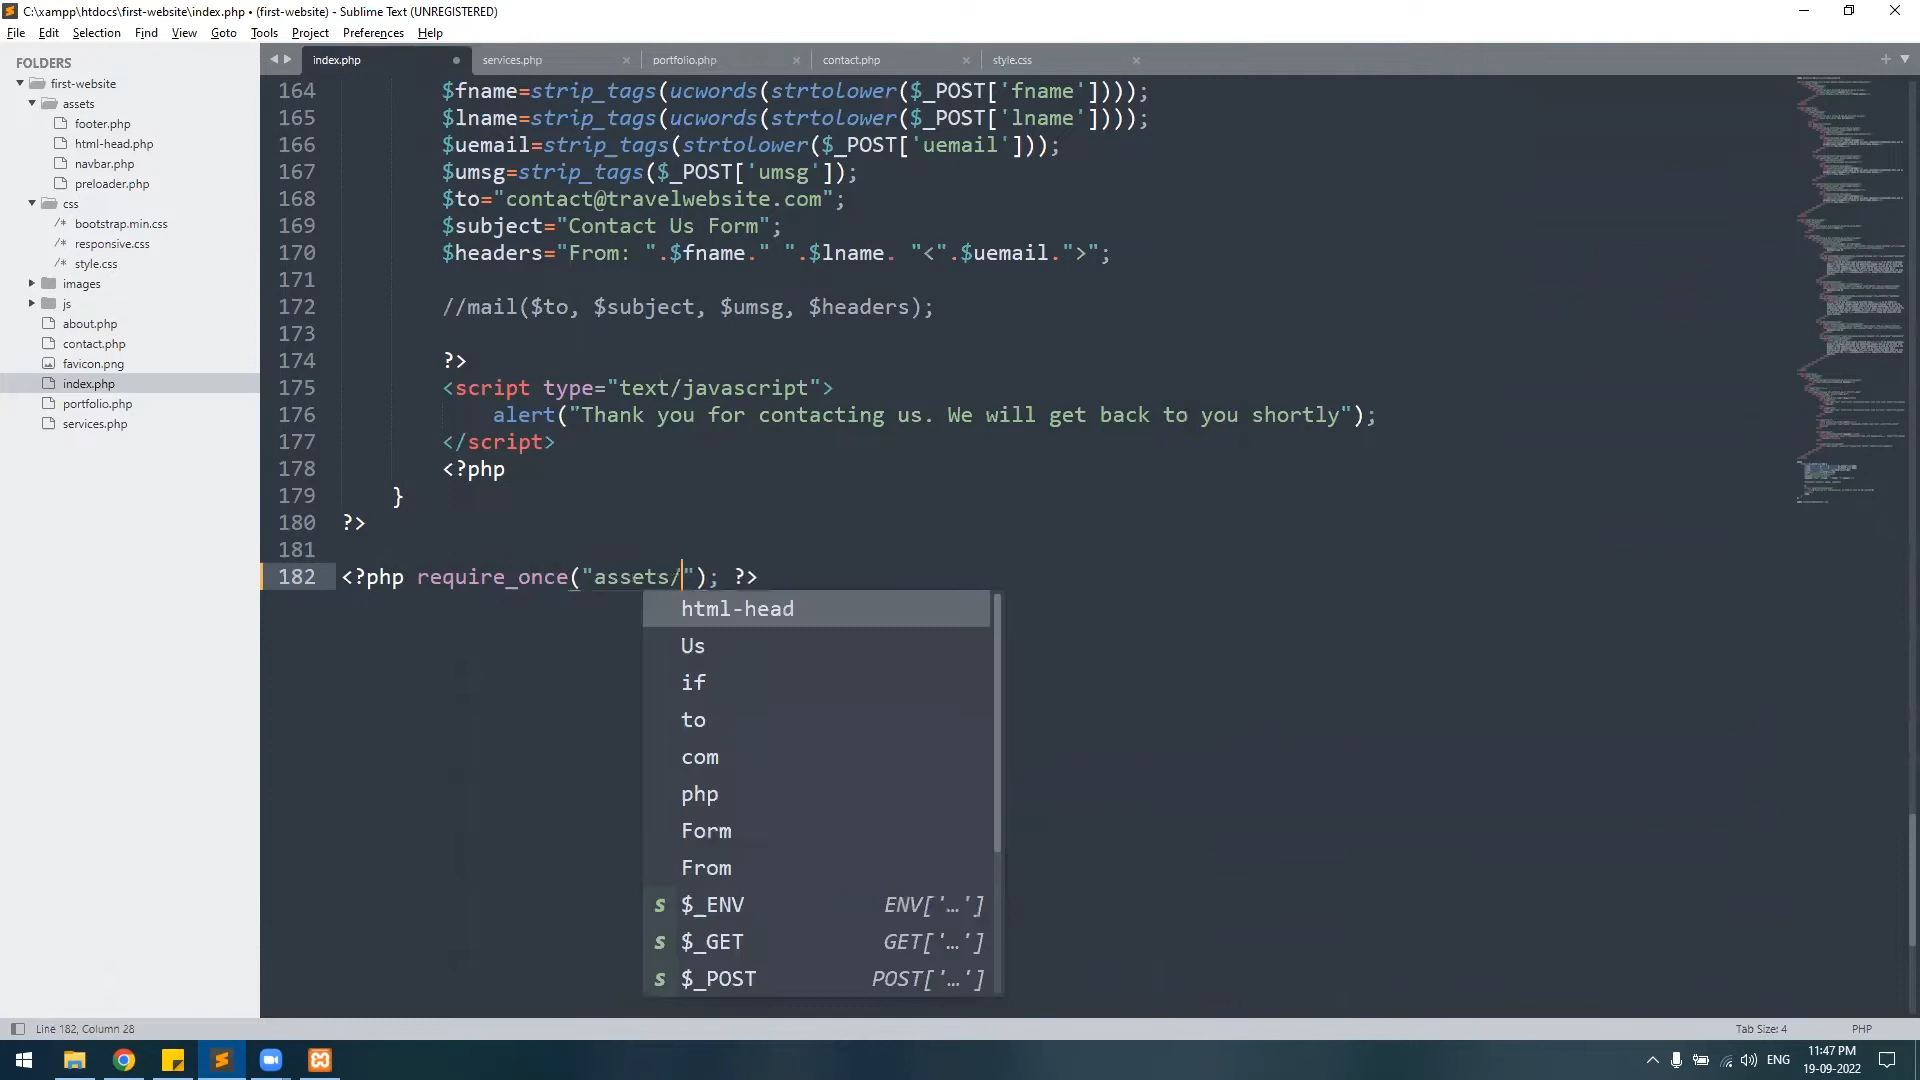 C:\xampp\htdocs\first-website\index.php • (first-website) - Sublime Text (UNREGISTERED)
File Edit Selection Find View Goto Tools Project Preferences Help
FOLDERS
first-website
assets
footer.php
html-head.php
navbar.php
preloader.php
css
/* bootstrap.min.css
/* responsive.css
/* style.css
images
js
about.php
contact.php
favicon.png
index.php
portfolio.php
services.php
index.php services.php portfolio.php contact.php style.css
164 $fname=strip_tags(ucwords(strtolower($_POST['fname'])));
165 $lname=strip_tags(ucwords(strtolower($_POST['lname'])));
166 $uemail=strip_tags(strtolower($_POST['uemail']));
167 $umsg=strip_tags($_POST['umsg']);
168 $to="contact@travelwebsite.com";
169 $subject="Contact Us Form";
170 $headers="From: ".$fname." ".$lname. "<".$uemail.">";
171
172 //mail($to, $subject, $umsg, $headers);
173
174 ?>
175 <script type="text/javascript">
176 alert("Thank you for contacting us. We will get back to you shortly");
177 </script>
178 <?php
179 }
180 ?>
181
182 <?php require_once("assets/"); ?>
html-head
Us
if
to
com
php
Form
From
s $_ENV ENV['…']
s $_GET GET['…']
s $_POST POST['…']
Line 182, Column 28
Tab Size: 4 PHP
ENG
11:47 PM
19-09-2022